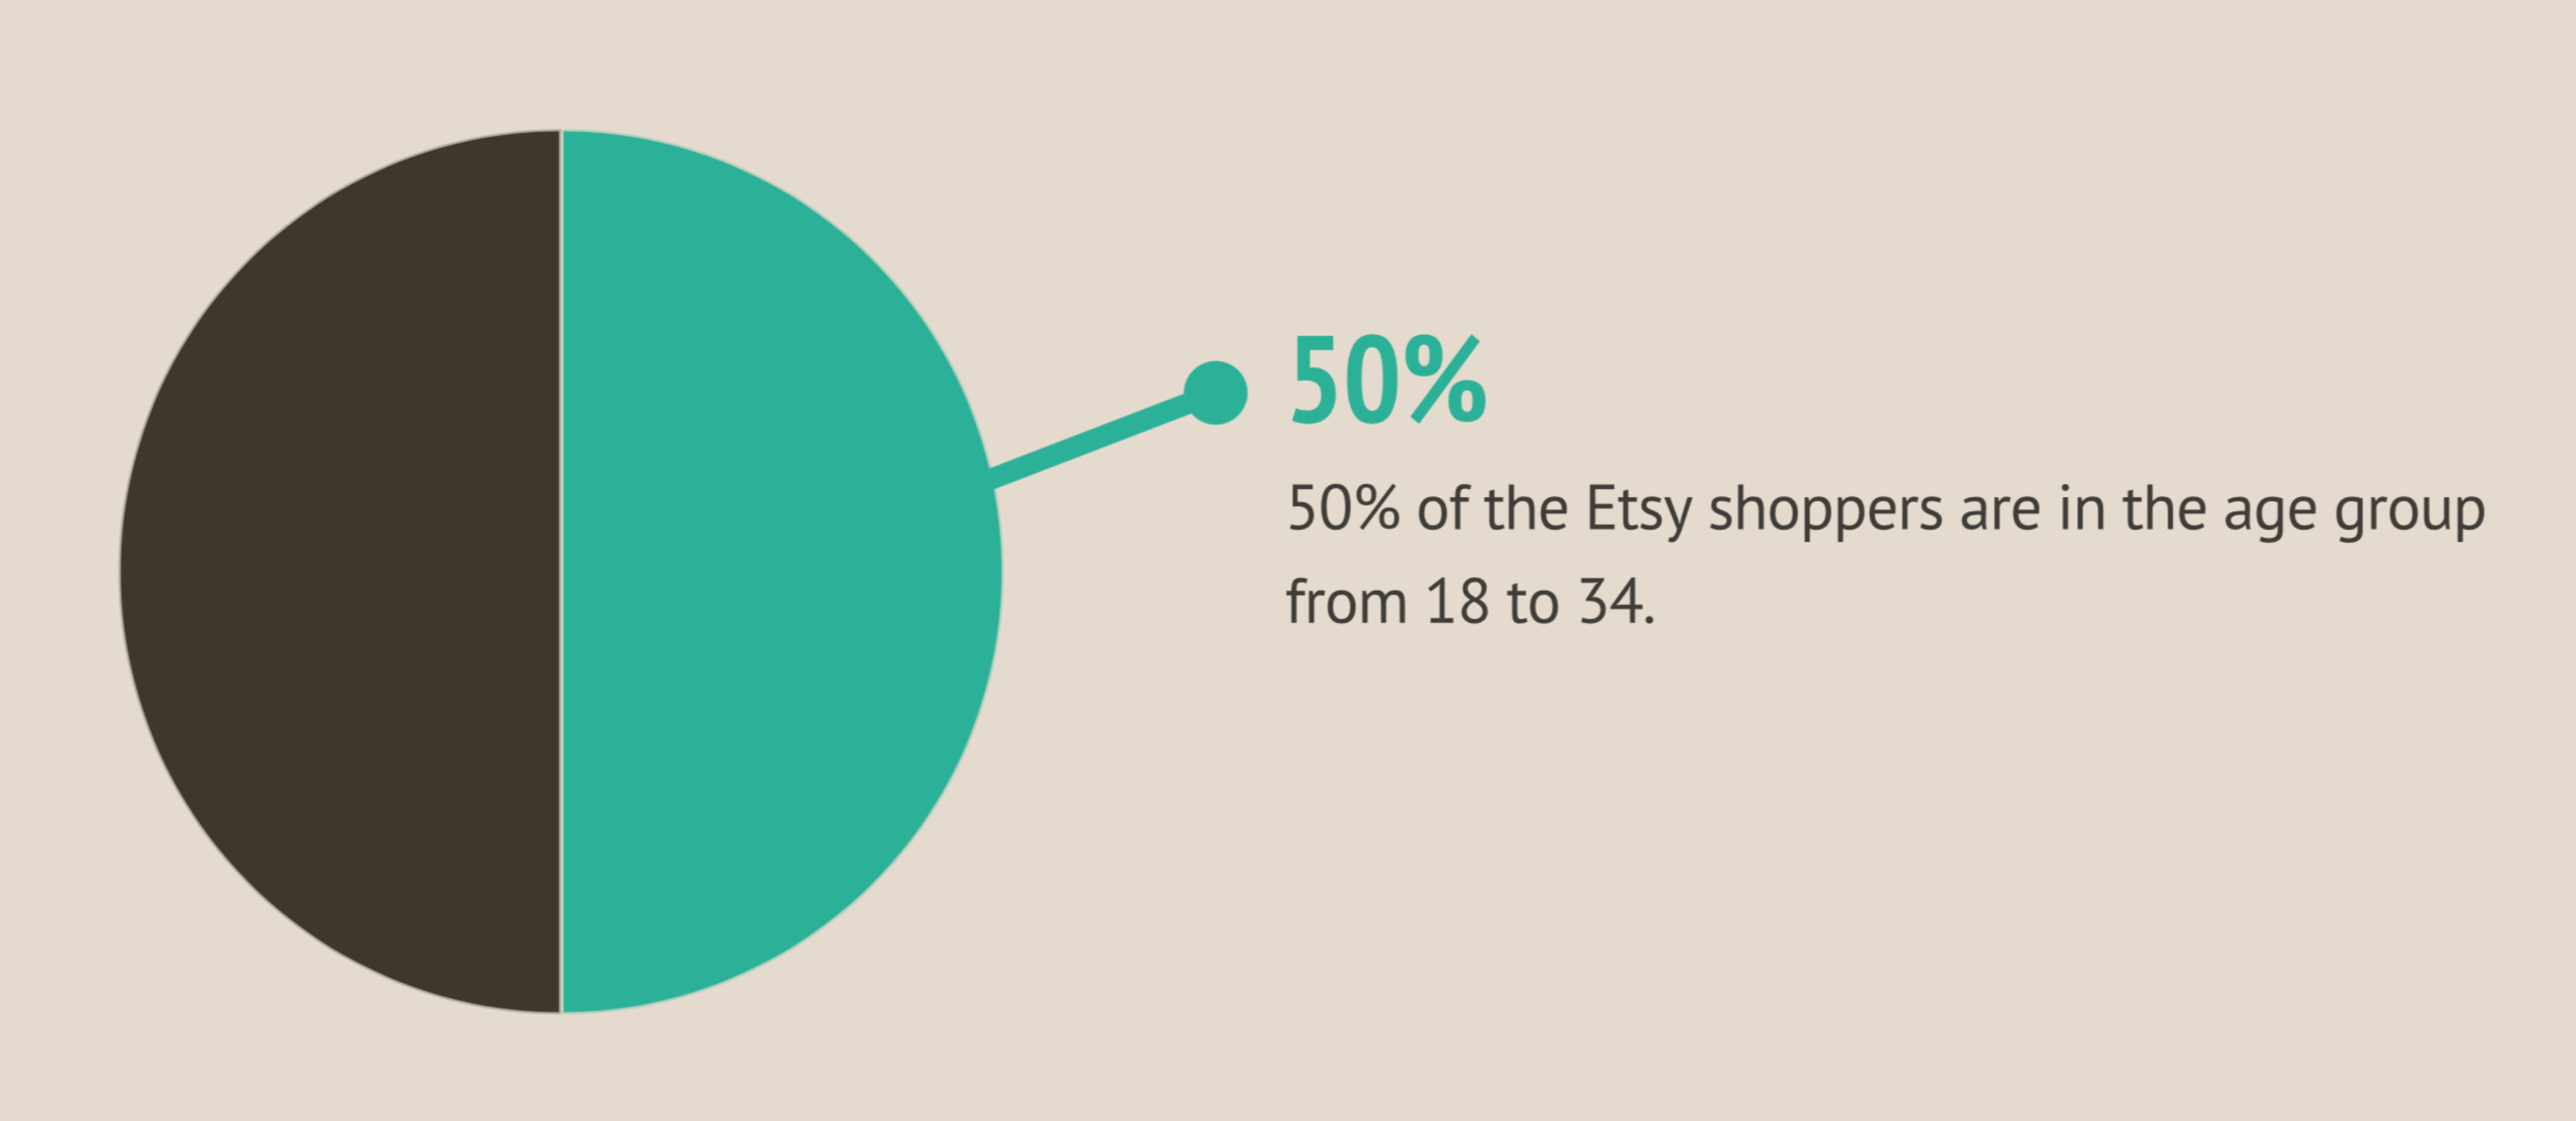 50%
50% of the Etsy shoppers are in the age group
from 18 to 34.